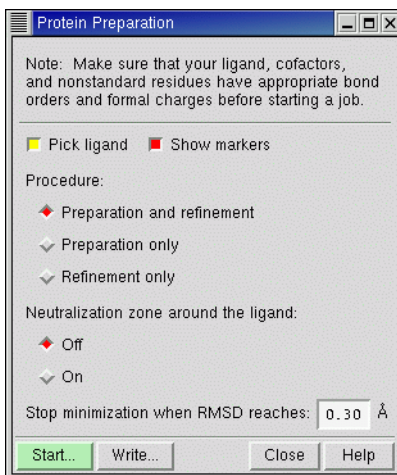 Protein Preparation
Note: Make sure that your ligand, cofactors,
and nonstandard residues have appropriate bond
orders and formal charges before starting a job.
Pick ligand Show markers
Procedure:
Preparation and refinement
Preparation only
Refinement only
Neutralization zone around the ligand:
Off
On
Stop minimization when RMSD reaches: 0.30 Å
Start... Write... Close Help